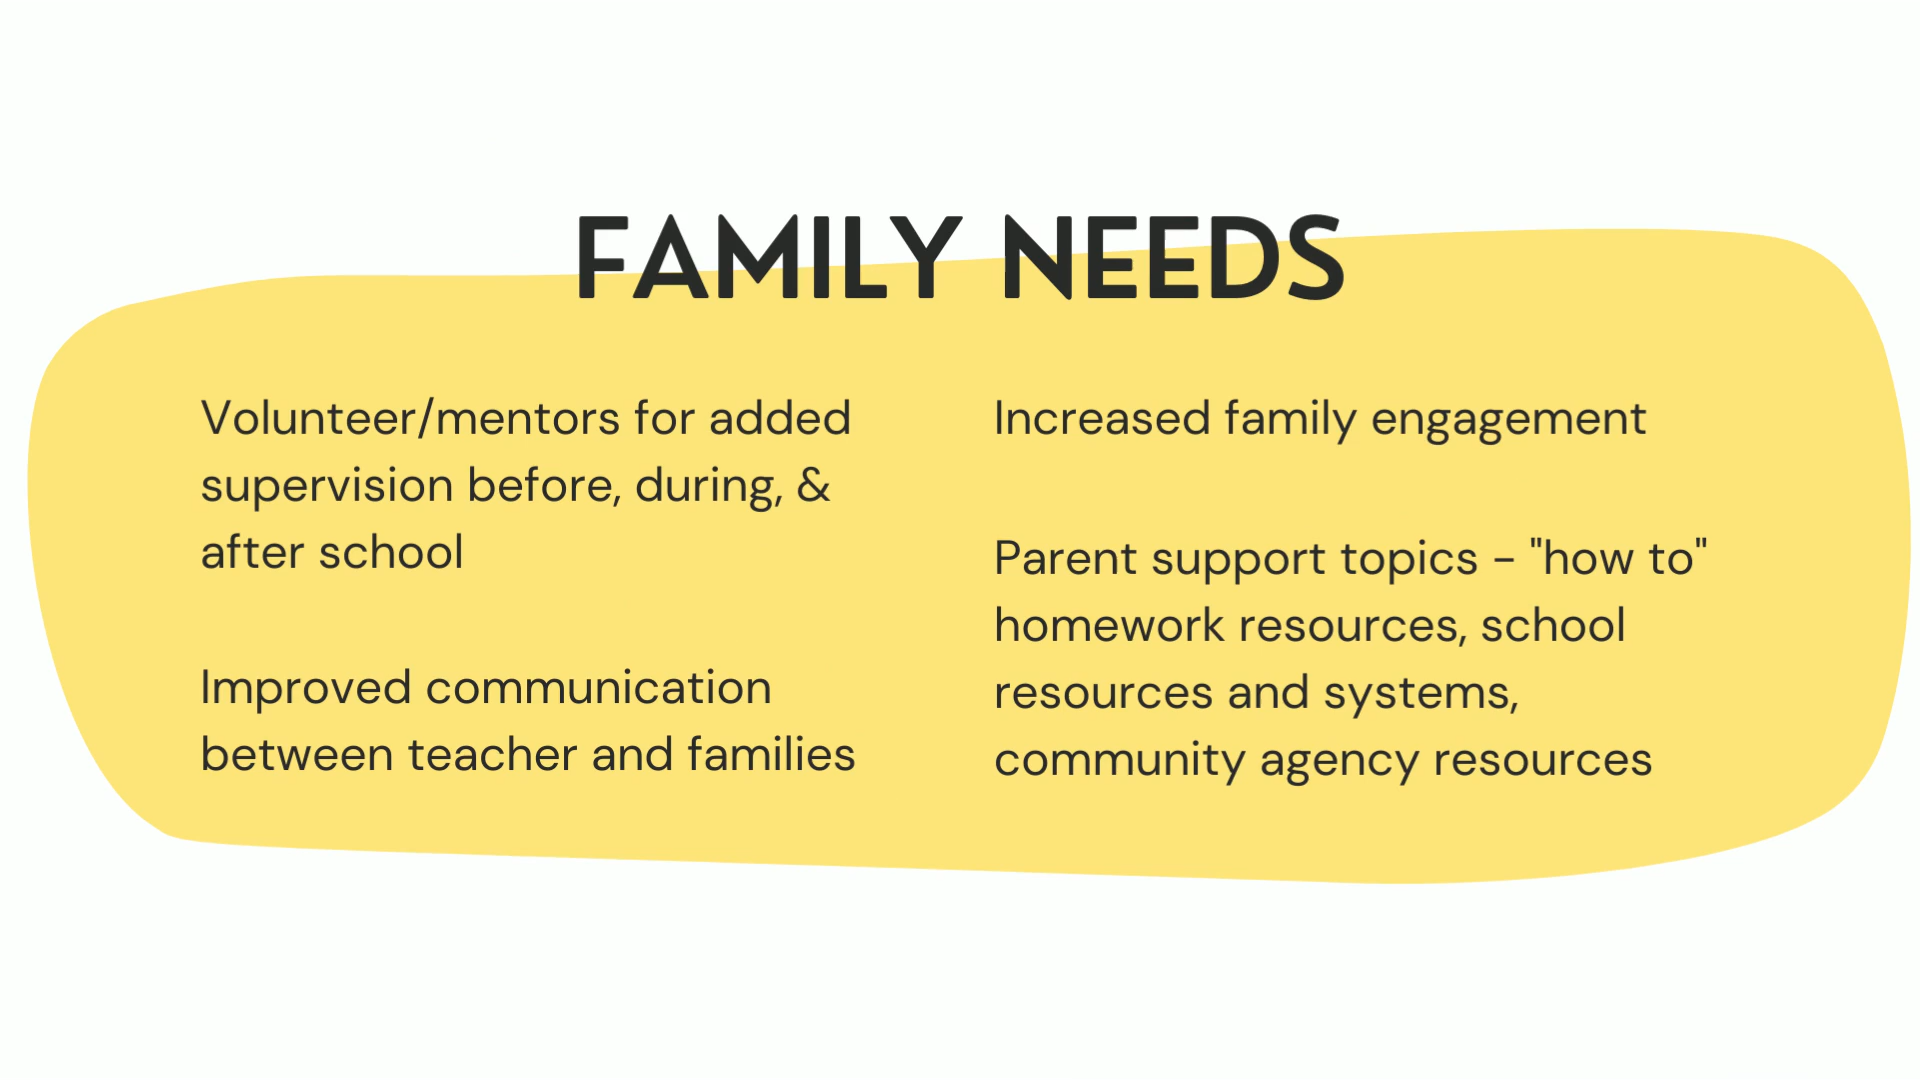 FAMILY NEEDS
Volunteer/mentors for added
supervision before, during, &
after school
Improved communication
between teacher and families
Increased family engagement
Parent support topics - "how to"
homework resources, school
resources and systems,
community agency resources